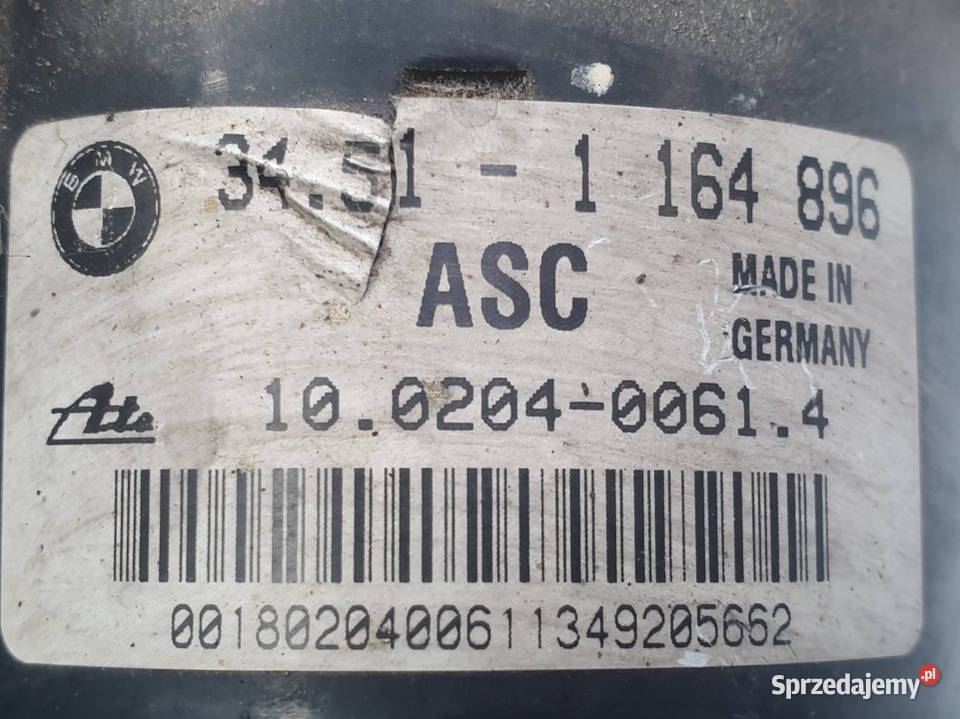 BMW
34.51 - 1 164 896
ASC
MADE IN
GERMANY
Ate
10.0204-0061.4
0018020400611349205662
Sprzedajemy.pl